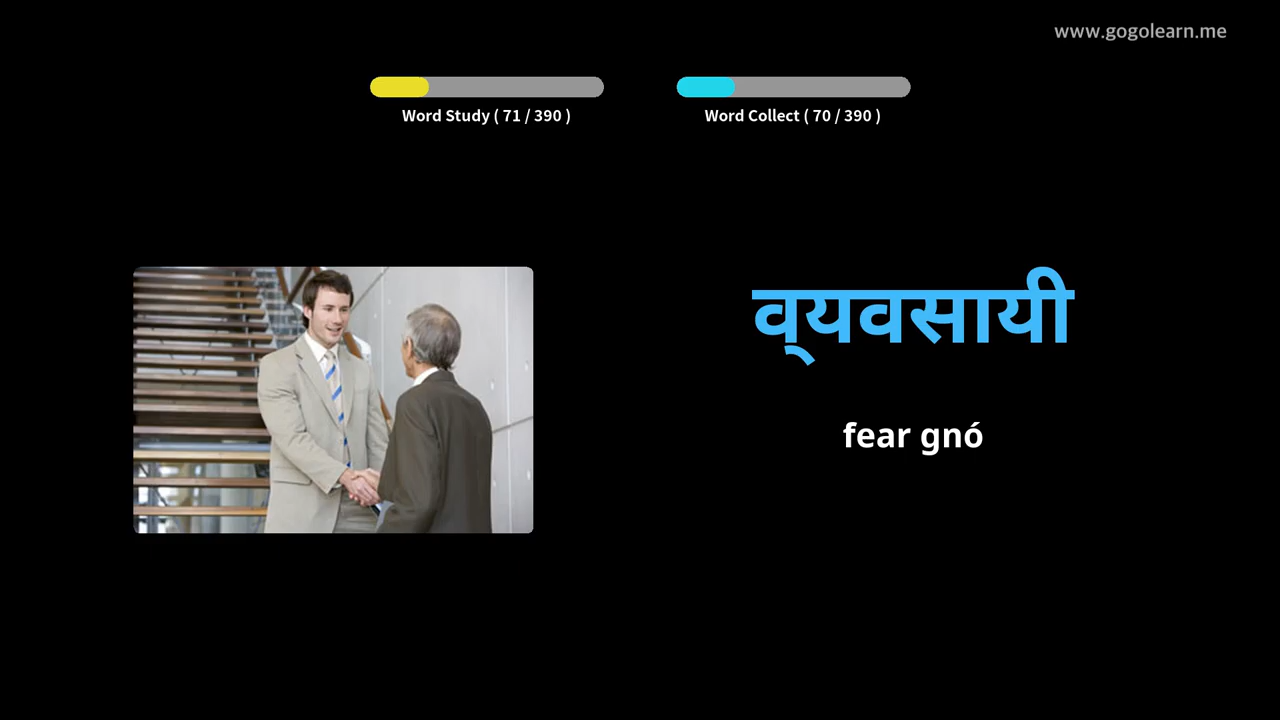 www.gogolearn.me
Word Study ( 71 / 390 )
Word Collect ( 70 / 390 )
व्‌यवसायी
fear gnó